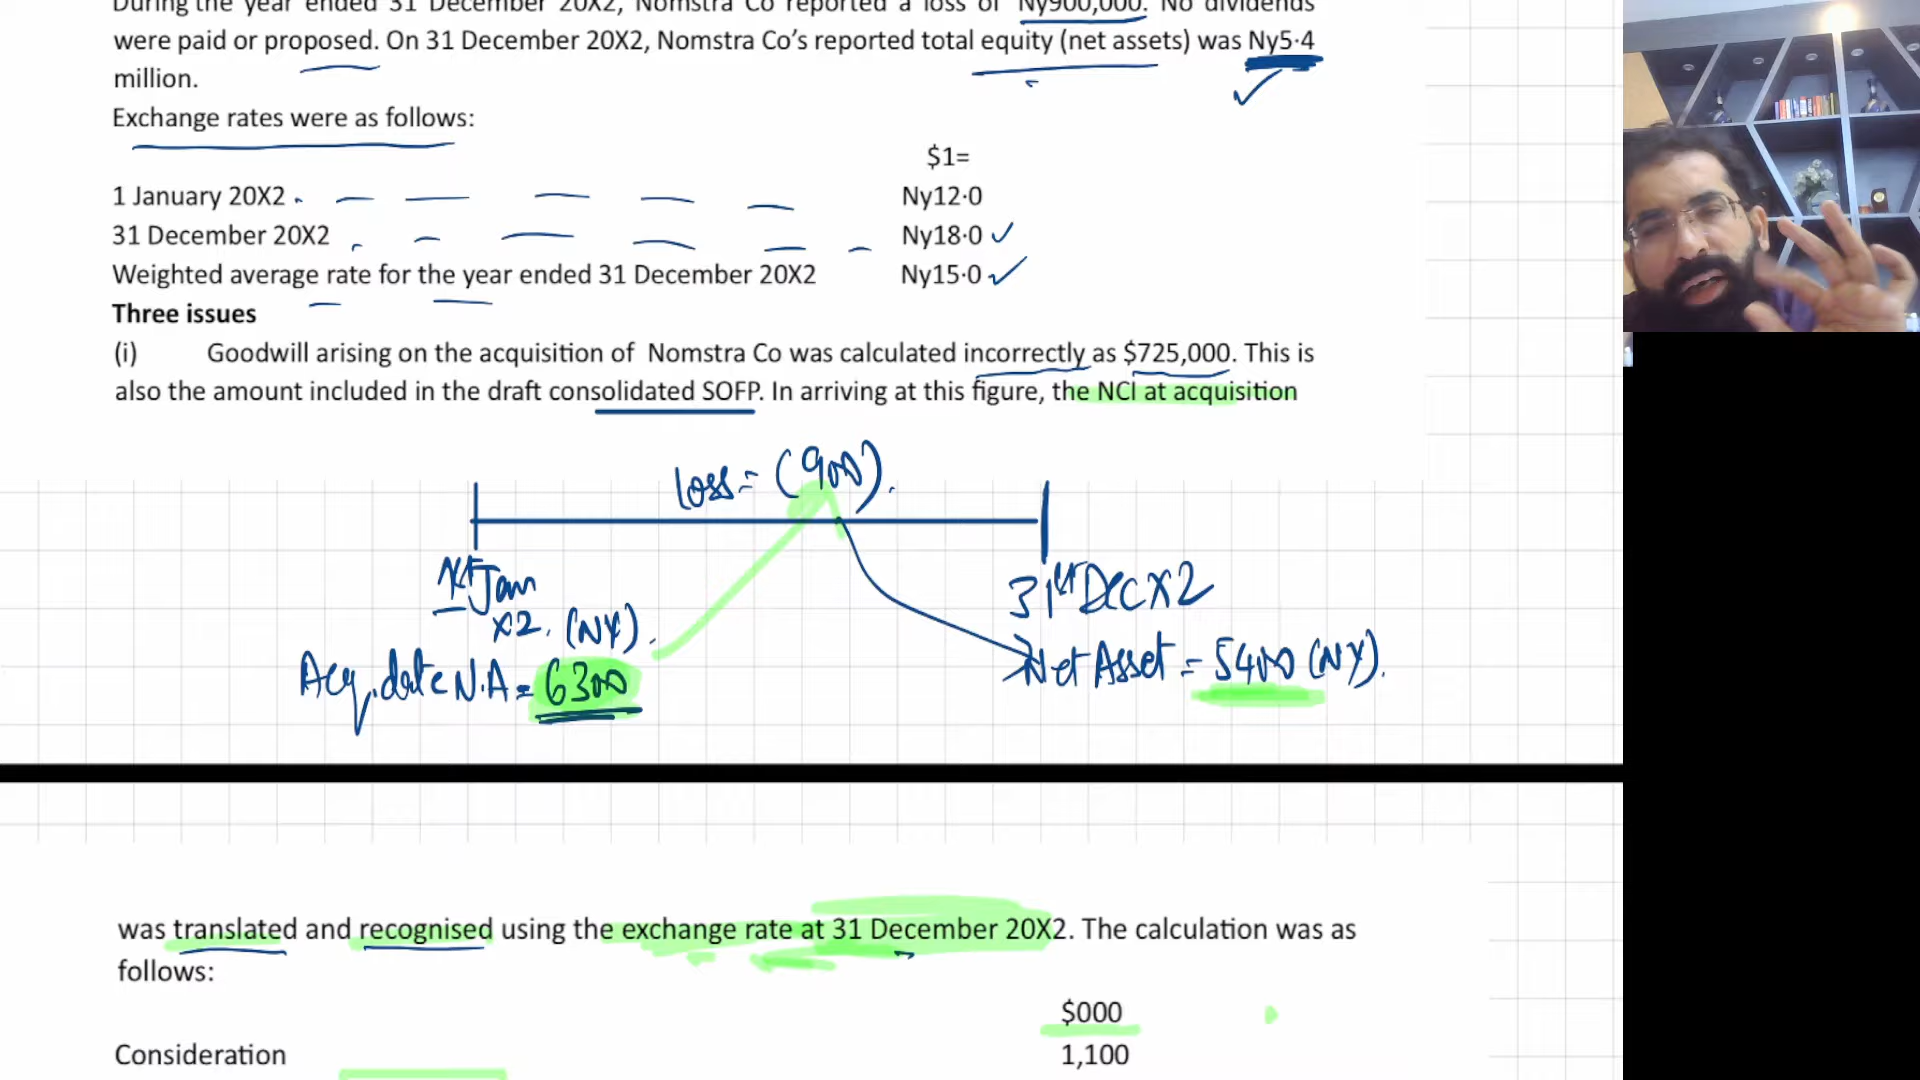 During the year ended 31 December 20X2, Nomstra Co reported a loss of Ny900,000. No dividends
were paid or proposed. On 31 December 20X2, Nomstra Co's reported total equity (net assets) was Ny5·4
million.
Exchange rates were as follows:
$1=
1 January 20X2 Ny12·0
31 December 20X2 Ny18·0
Weighted average rate for the year ended 31 December 20X2 Ny15·0
Three issues
(i) Goodwill arising on the acquisition of Nomstra Co was calculated incorrectly as $725,000. This is
also the amount included in the draft consolidated SOFP. In arriving at this figure, the NCI at acquisition
loss = (900).
Jan
X2. (NY).
31st Dec X2
Acq. date N.A = 6300
Net Asset = 5400 (NY).
was translated and recognised using the exchange rate at 31 December 20X2. The calculation was as
follows:
$000
Consideration 1,100